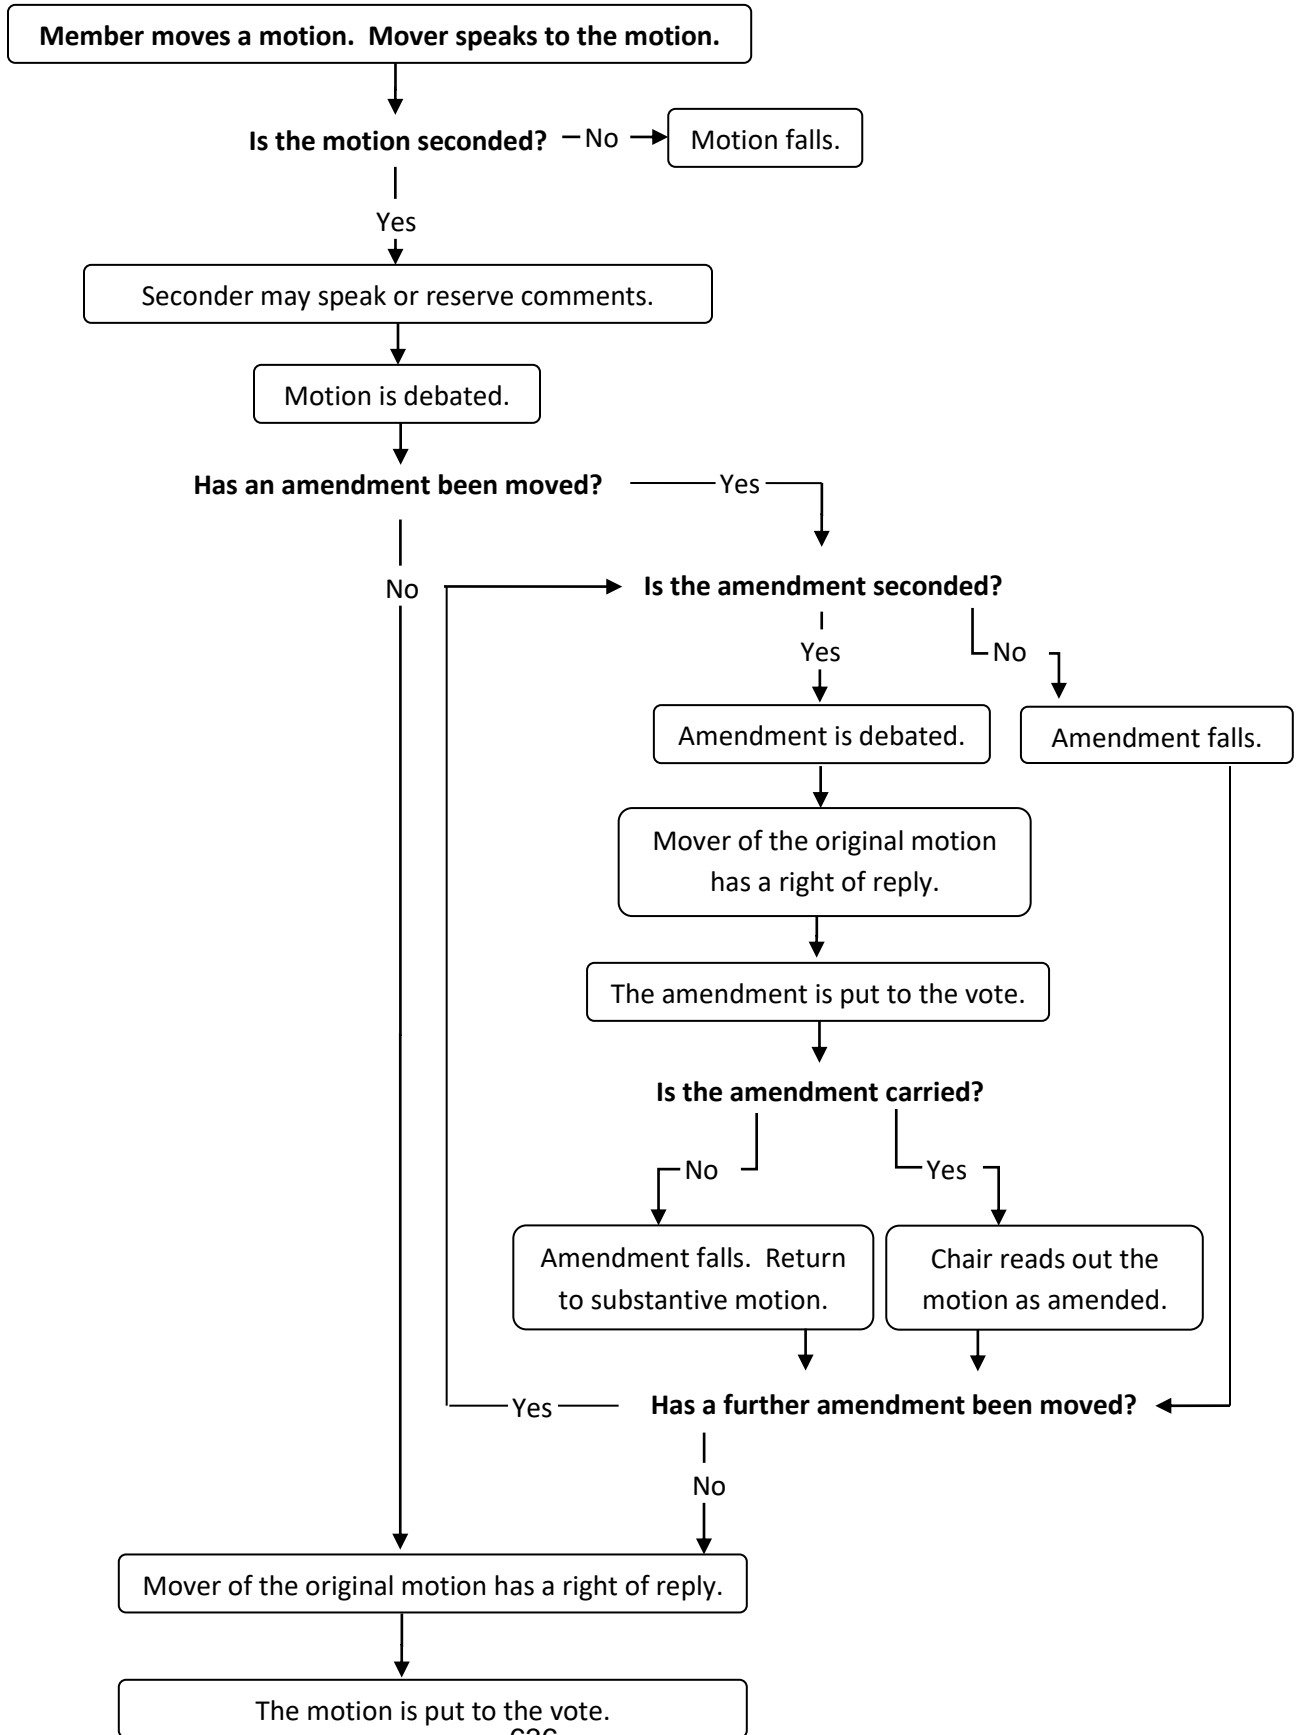 Member moves a motion.  Mover speaks to the motion.
Is the motion seconded?
No
Motion falls.
Yes
Seconder may speak or reserve comments.
Motion is debated.
Has an amendment been moved?
Yes
No
Is the amendment seconded?
Yes
No
Amendment is debated.
Amendment falls.
Mover of the original motion
has a right of reply.
The amendment is put to the vote.
Is the amendment carried?
No
Yes
Amendment falls.  Return
to substantive motion.
Chair reads out the
motion as amended.
Has a further amendment been moved?
Yes
No
Mover of the original motion has a right of reply.
The motion is put to the vote.